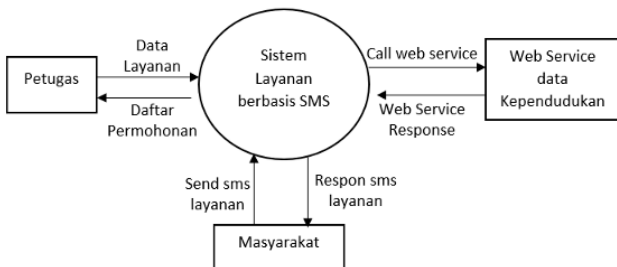 Petugas
Data
Layanan
Daftar
Permohonan
Sistem
Layanan
berbasis SMS
Call web service
Web Service
Response
Web Service
data
Kependudukan
Send sms
layanan
Respon sms
layanan
Masyarakat